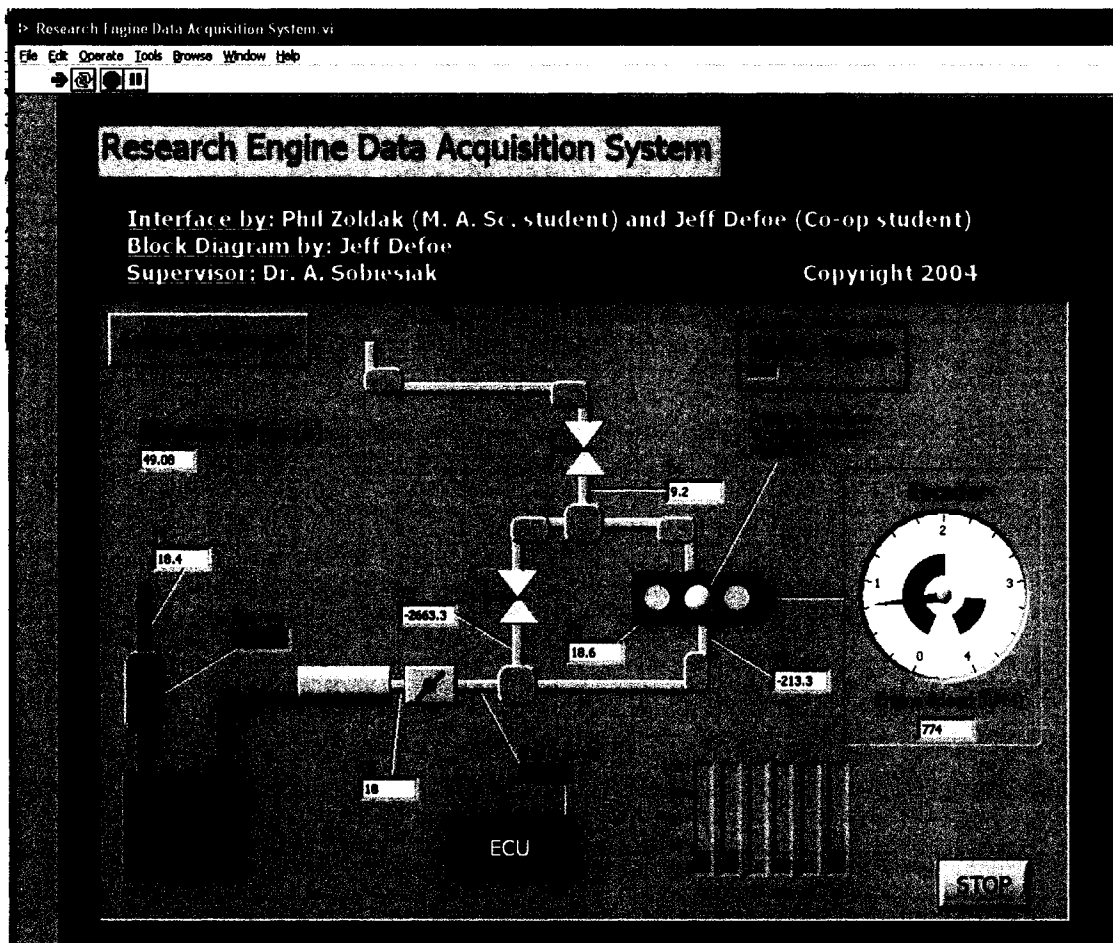 Research Engine Data Acquisition System.vi
File Edit Operate Tools Browse Window Help
Research Engine Data Acquisition System
Interface by: Phil Zoldak (M. A. Sc. student) and Jeff Defoe (Co-op student)
Block Diagram by: Jeff Defoe
Supervisor: Dr. A. Sobiesiak Copyright 2004
49.08
9.2
18.4
2
1
3
-2663.3
18.6
0
4
-213.3
774
18
ECU
STOP